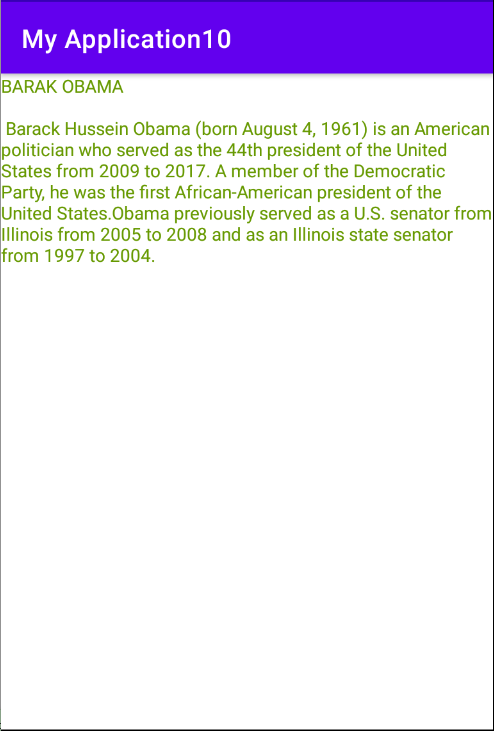 My Application10
BARAK OBAMA
Barack Hussein Obama (born August 4, 1961) is an American
politician who served as the 44th president of the United
States from 2009 to 2017. A member of the Democratic
Party, he was the first African-American president of the
United States.Obama previously served as a U.S. senator from
Illinois from 2005 to 2008 and as an Illinois state senator
from 1997 to 2004.